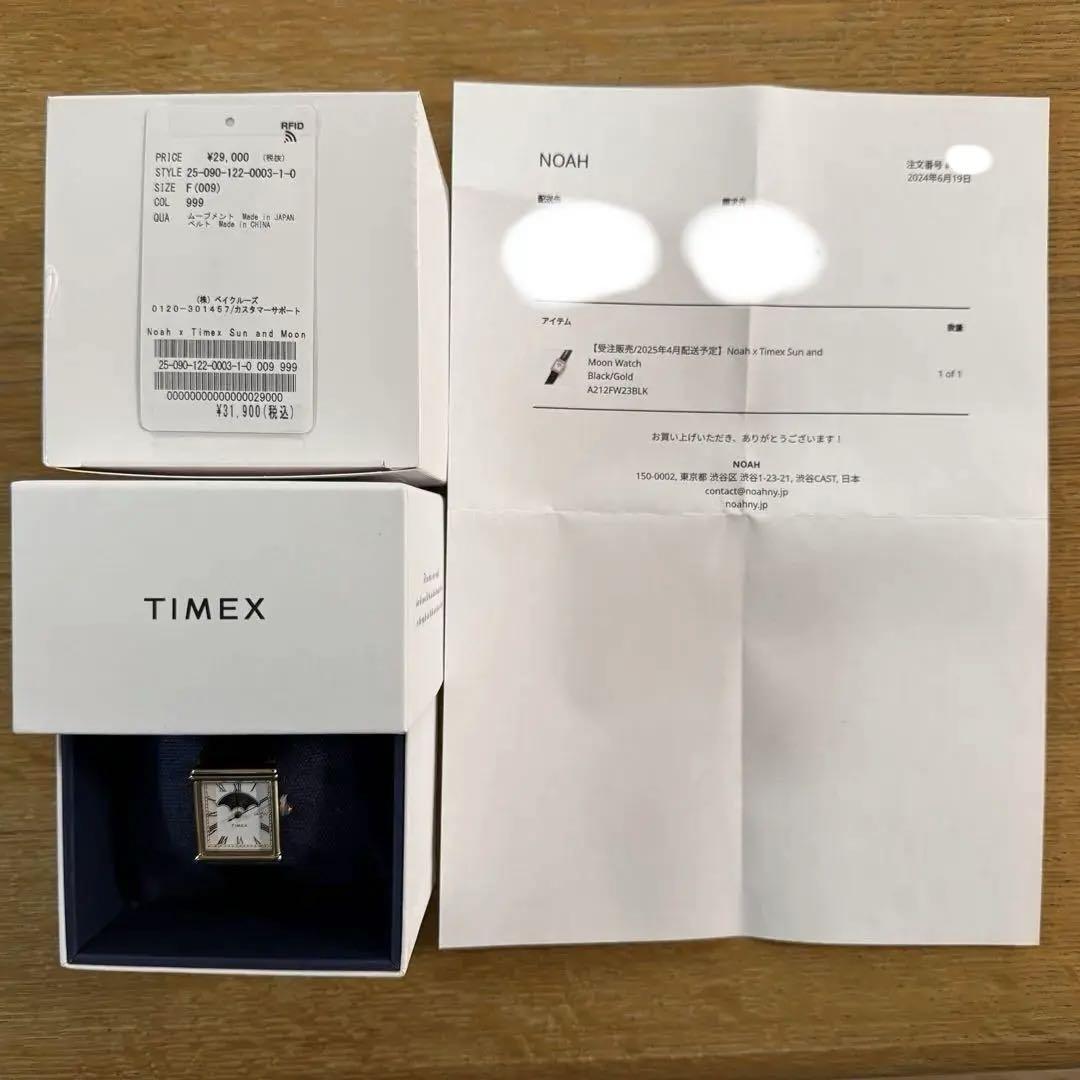 RFID
PRICE ¥29,000 (税抜)
STYLE 25-090-122-0003-1-0
SIZE F(009)
COL 999
QUA ムーブメント Made in JAPAN
ベルト Made in CHINA
(株) ベイクルーズ
0120-301457/カスタマーサポート
Noah x Timex Sun and Moon
25-090-122-0003-1-0 009 999
¥31,900(税込)
TIMEX
TIMEX
NOAH
注文番号
2024年6月19日
配送先
請求先
アイテム
数量
【受注販売/2025年4月配送予定】Noah x Timex Sun and
Moon Watch
Black/Gold
A212FW23BLK
1 of 1
お買い上げいただき、ありがとうございます！
NOAH
150-0002, 東京都 渋谷区 渋谷1-23-21, 渋谷CAST, 日本
contact@noahny.jp
noahny.jp